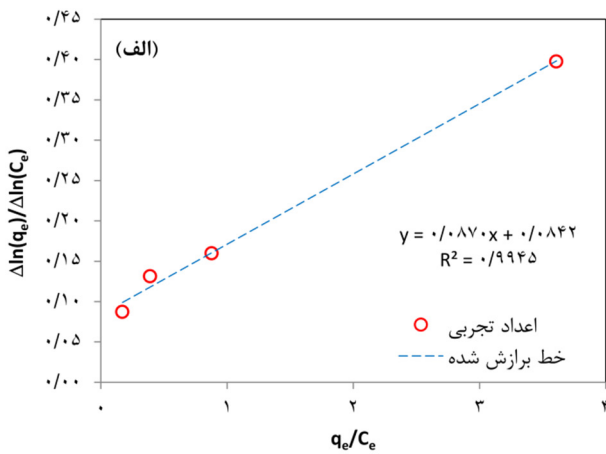 (الف)
۰/۴۵
۰/۴۰
۰/۳۵
۰/۳۰
۰/۲۵
۰/۲۰
۰/۱۵
۰/۱۰
۰/۰۵
۰/۰۰
Δln(qₑ)/Δln(Cₑ)
y = ۰/۰۸۷۰x + ۰/۰۸۴۲
R² = ۰/۹۹۴۵
اعداد تجربی
خط برازش شده
۰ ۱ ۲ ۳ ۴
qₑ/Cₑ